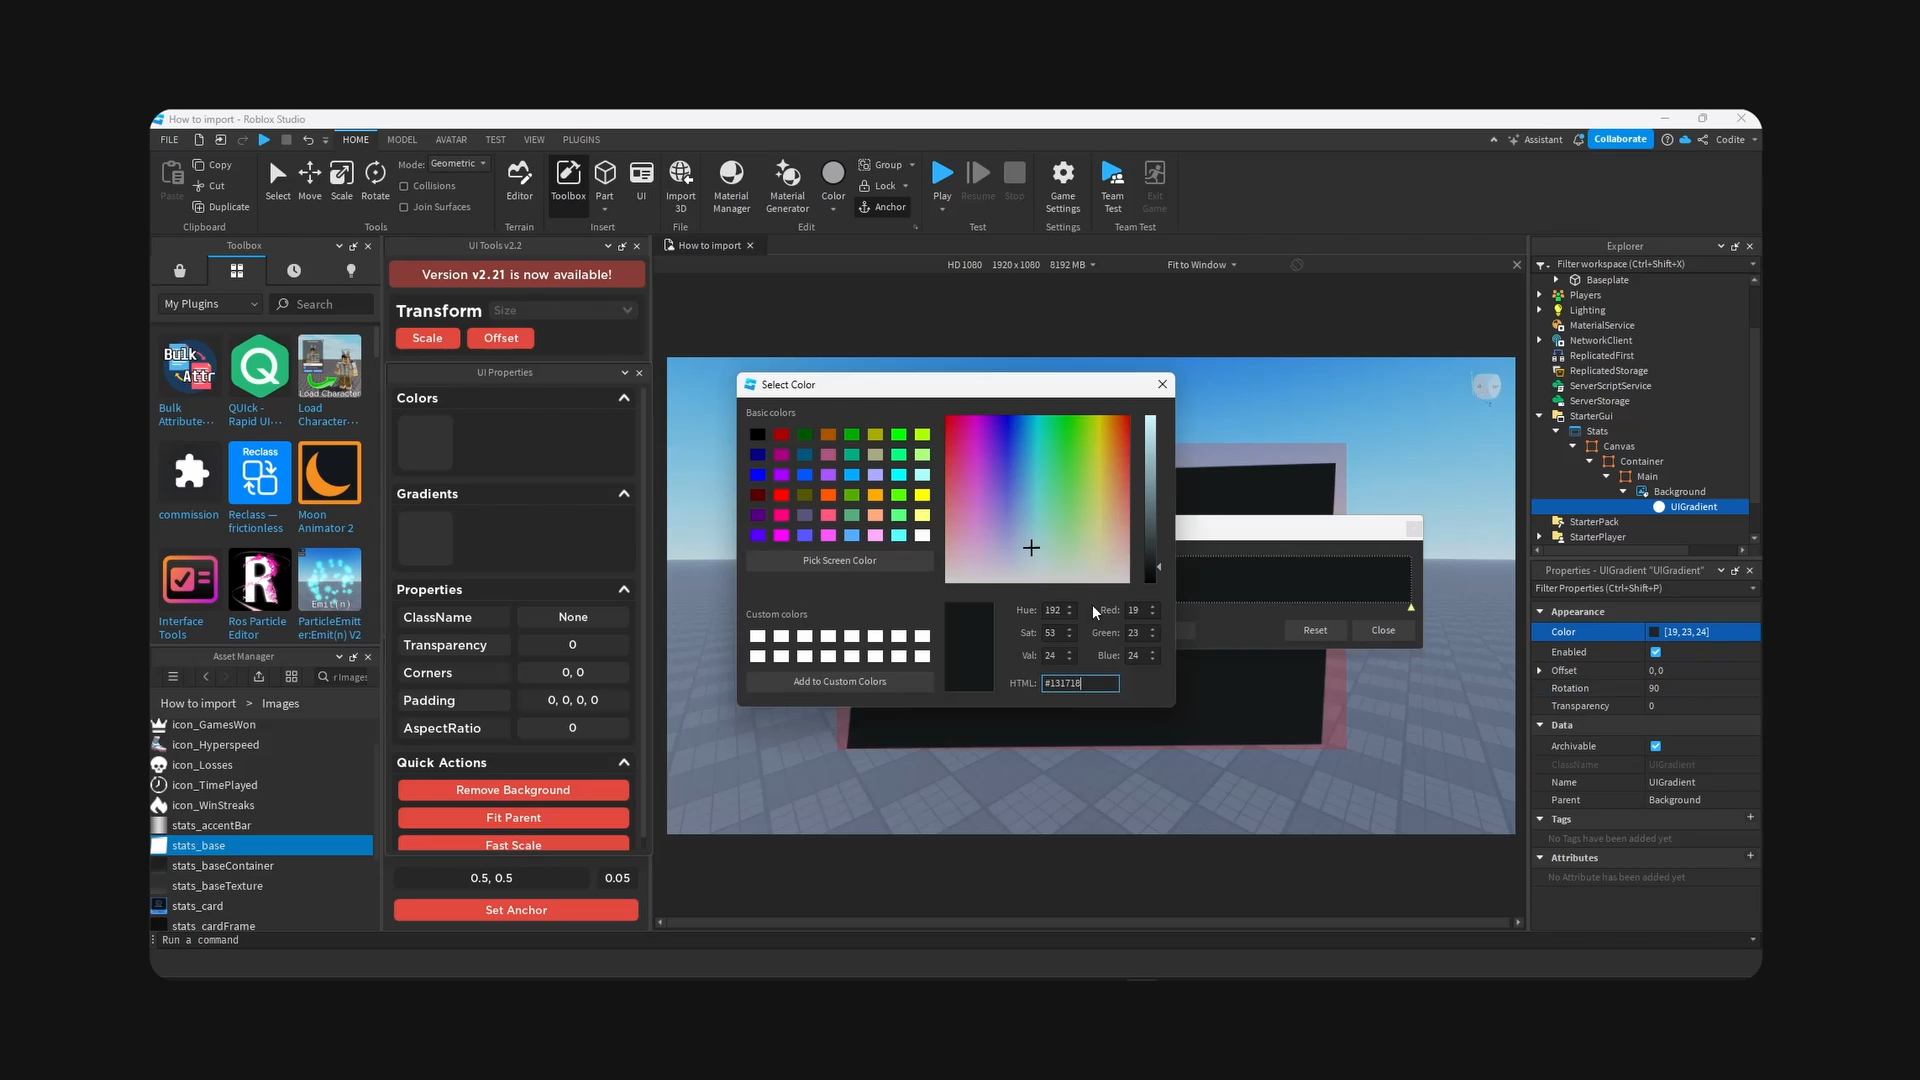 How to import - Roblox Studio
FILE
HOME
MODEL
AVATAR
TEST
VIEW
PLUGINS
Assistant
Collaborate
Codite
Paste
Copy
Cut
Duplicate
Clipboard
Select
Move
Scale
Rotate
Mode: Geometric
Collisions
Join Surfaces
Tools
Editor
Terrain
Toolbox
Part
UI
Insert
Import 3D
File
Material Manager
Material Generator
Color
Group
Lock
Anchor
Edit
Play
Resume
Stop
Test
Game Settings
Settings
Team Test
Exit Game
Team Test
Toolbox
My Plugins
Search
Bulk Attr
Load Character
Bulk Attribute...
QUIck - Rapid UI...
Load Character...
Reclass
commission
Reclass — frictionless
Moon Animator 2
Emit(n)
Interface Tools
Ros Particle Editor
ParticleEmitt er:Emit(n) V2
Asset Manager
r Images
How to import > Images
icon_GamesWon
icon_Hyperspeed
icon_Losses
icon_TimePlayed
icon_WinStreaks
stats_accentBar
stats_base
stats_baseContainer
stats_baseTexture
stats_card
stats_cardFrame
Run a command
UI Tools v2.2
Version v2.21 is now available!
Transform
Size
Scale
Offset
UI Properties
Colors
Gradients
Properties
ClassName
None
Transparency
0
Corners
0, 0
Padding
0, 0, 0, 0
AspectRatio
0
Quick Actions
Remove Background
Fit Parent
Fast Scale
0.5, 0.5
0.05
Set Anchor
How to import
HD 1080 1920 x 1080 8192 MB
Fit to Window
Select Color
Basic colors
Pick Screen Color
Custom colors
Add to Custom Colors
Hue: 192
Red: 19
Sat: 53
Green: 23
Val: 24
Blue: 24
HTML: #131718
Reset
Close
Explorer
Filter workspace (Ctrl+Shift+X)
Baseplate
Players
Lighting
MaterialService
NetworkClient
ReplicatedFirst
ReplicatedStorage
ServerScriptService
ServerStorage
StarterGui
Stats
Canvas
Container
Main
Background
UIGradient
StarterPack
StarterPlayer
Properties - UIGradient "UIGradient"
Filter Properties (Ctrl+Shift+P)
Appearance
Color
[19, 23, 24]
Enabled
Offset
0, 0
Rotation
90
Transparency
0
Data
Archivable
ClassName
UIGradient
Name
UIGradient
Parent
Background
Tags
No Tags have been added yet
Attributes
No Attribute has been added yet